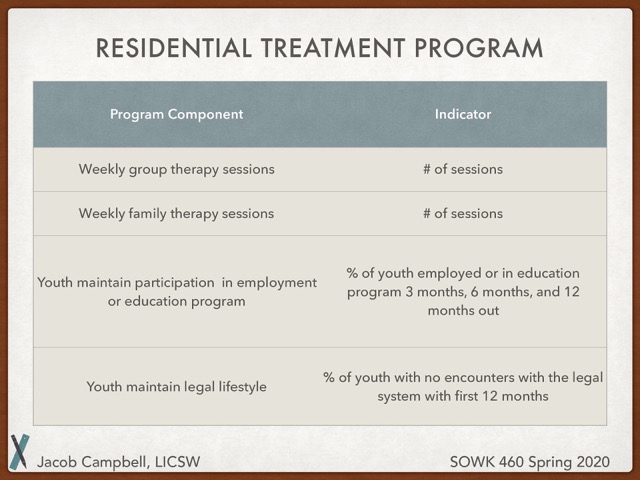 RESIDENTIAL TREATMENT PROGRAM
Program Component
Indicator
Weekly group therapy sessions
# of sessions
Weekly family therapy sessions
# of sessions
Youth maintain participation in employment
or education program
% of youth employed or in education
program 3 months, 6 months, and 12
months out
Youth maintain legal lifestyle
% of youth with no encounters with the legal
system with first 12 months
Jacob Campbell, LICSW
SOWK 460 Spring 2020